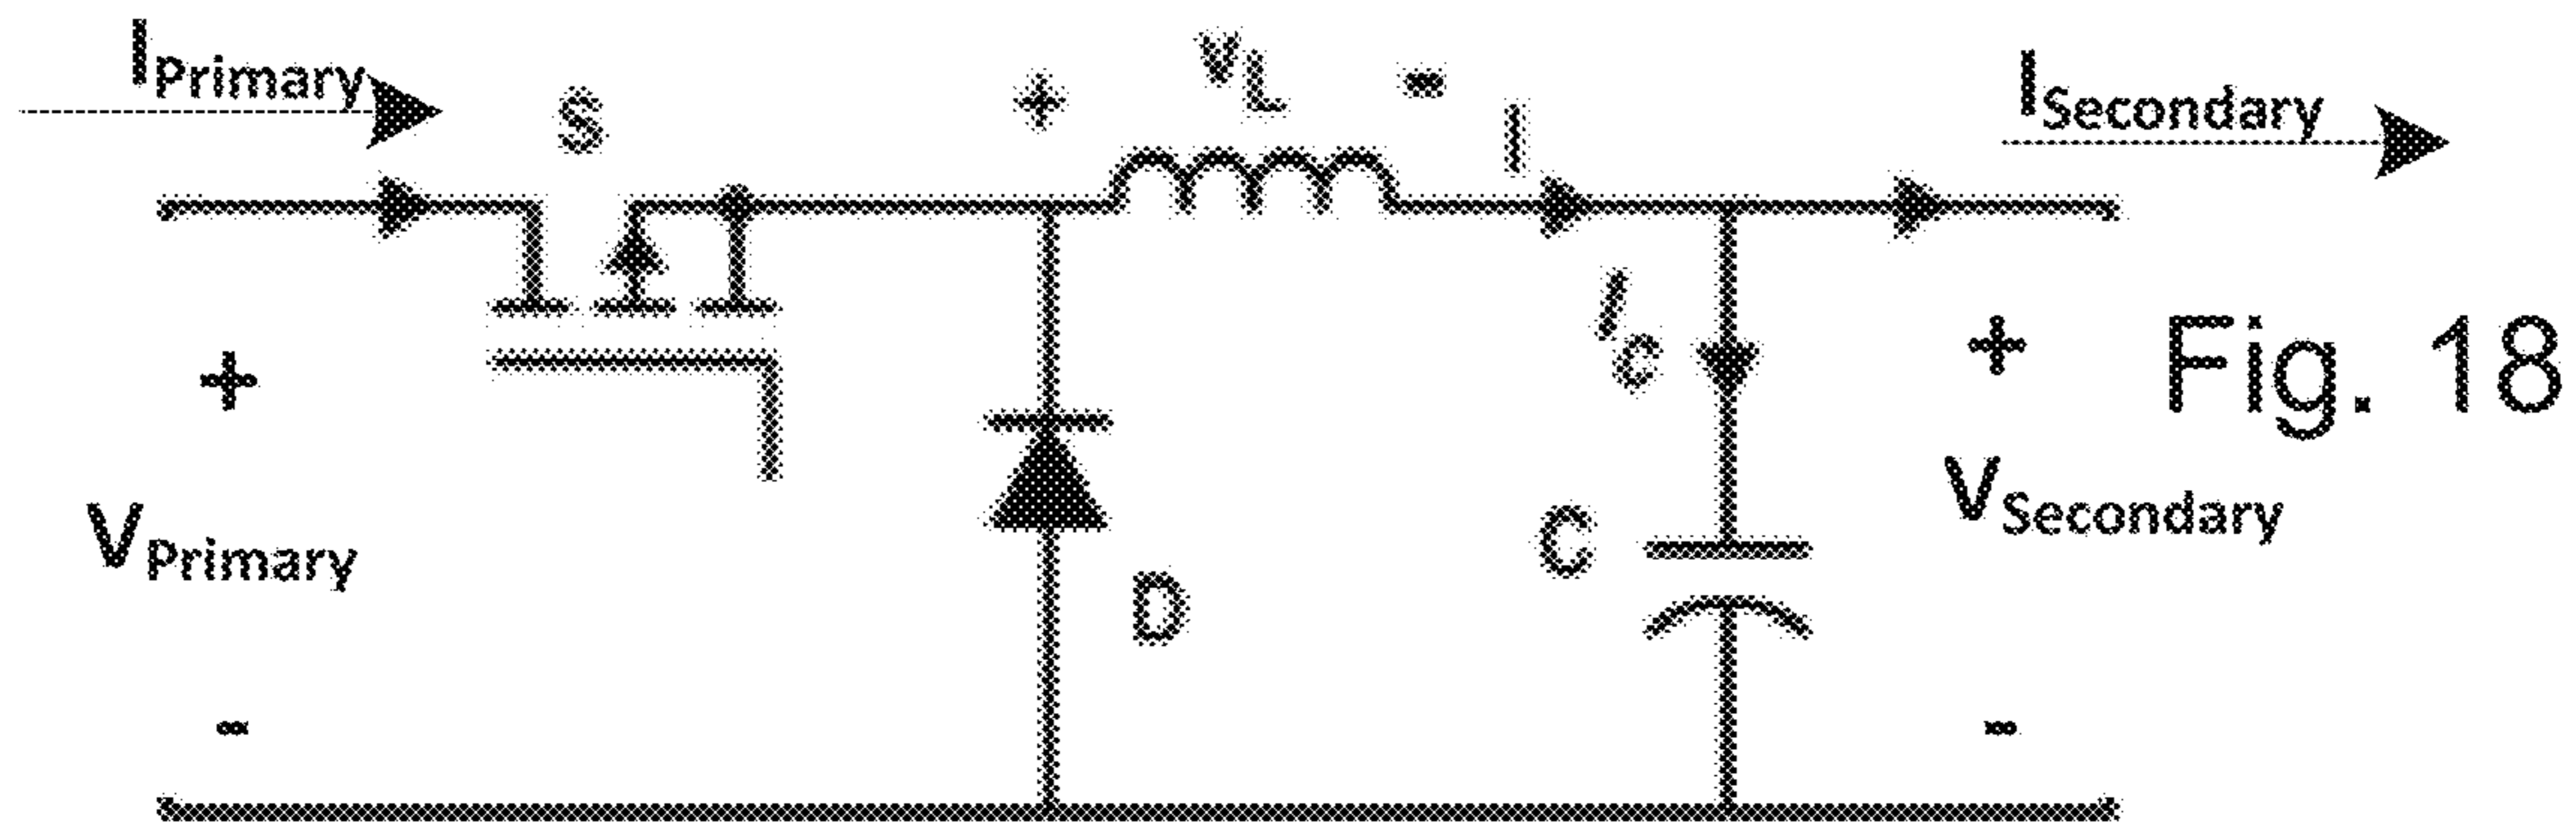 IPrimary
S
+
vL
-
I
ISecondary
+
VPrimary
-
D
IC
C
+
VSecondary
-
Fig. 18